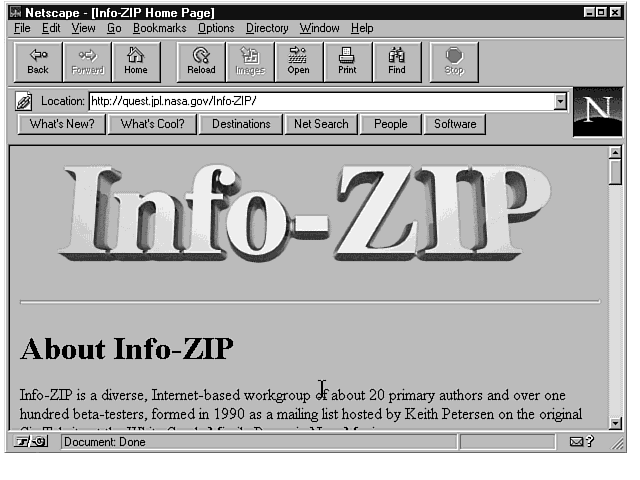 Netscape - [Info-ZIP Home Page]
File Edit View Go Bookmarks Options Directory Window Help
Back Forward Home Reload Images Open Print Find Stop
Location: http://quest.jpl.nasa.gov/Info-ZIP/
N
What's New? What's Cool? Destinations Net Search People Software
Info-ZIP
About Info-ZIP
Info-ZIP is a diverse, Internet-based workgroup of about 20 primary authors and over one
hundred beta-testers, formed in 1990 as a mailing list hosted by Keith Petersen on the original
Document: Done
?